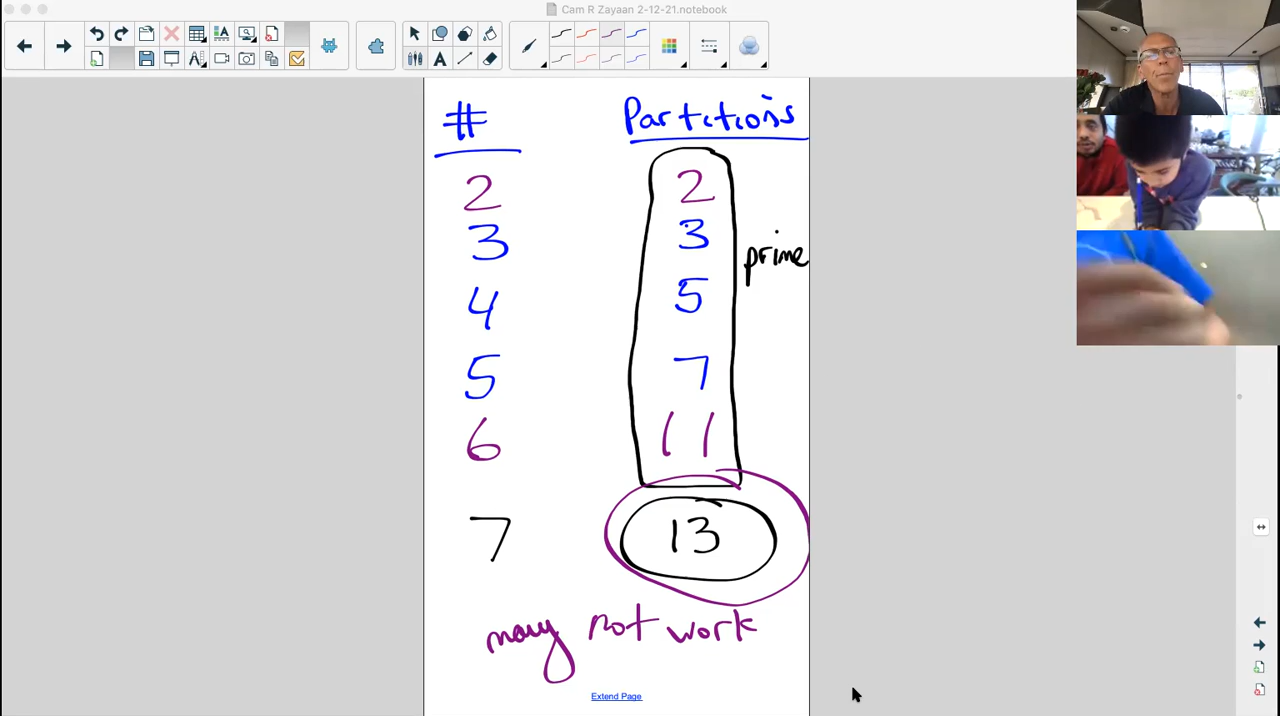 Cam R Zayaan 2-12-21.notebook
# Partitions
2 2
3 3
prime
4 5
5 7
6 11
7 13
may not work
Extend Page